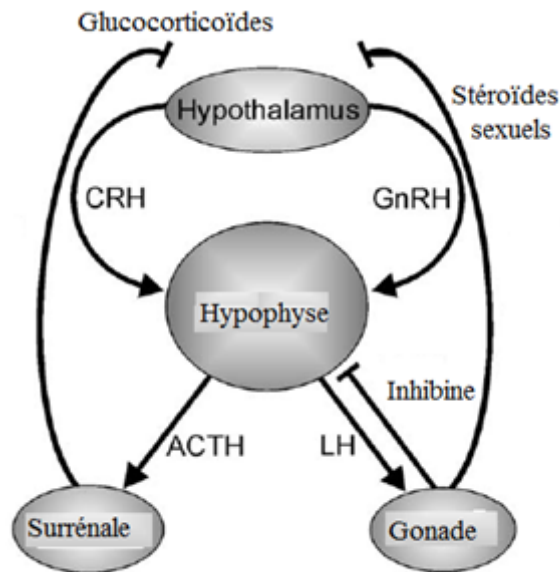 Glucocorticoïdes
Hypothalamus
Stéroïdes
sexuels
CRH
GnRH
Hypophyse
Inhibine
ACTH
LH
Surrénale
Gonade